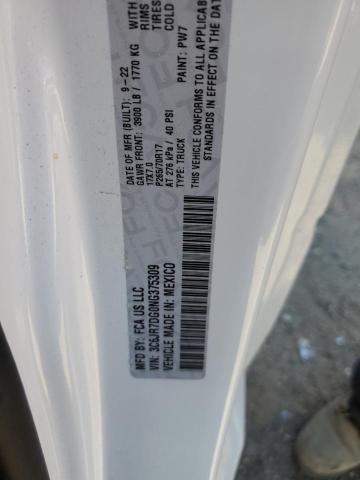 MFD BY: FCA US LLC
DATE OF MFR (BUILT): 9-22
GAWR FRONT: 3900 LB / 1770 KG
WITH
17X7.0
RIMS
P265/70R17
TIRES
AT 276 kPa / 40 PSI
COLD
TYPE: TRUCK
PAINT: PW7
THIS VEHICLE CONFORMS TO ALL APPLICABL
STANDARDS IN EFFECT ON THE DATE
VIN: 3C6JR7DG0NG375309
VEHICLE MADE IN: MEXICO